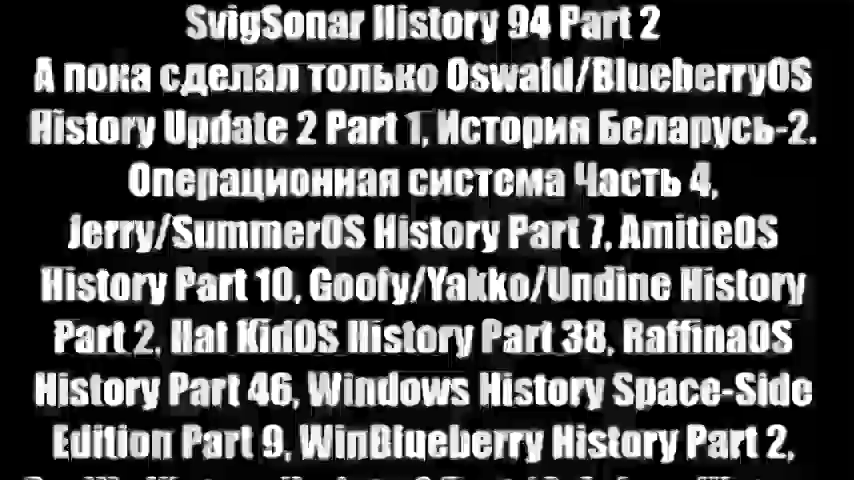 SvigSonar History 94 Part 2
А пока сделал только Oswald/BlueberryOS
History Update 2 Part 1, История Беларусь-2.
Операционная система Часть 4,
Jerry/SummerOS History Part 7, AmitieOS
History Part 10, Goofy/Yakko/Undine History
Part 2, Hat KidOS History Part 38, RaffinaOS
History Part 46, Windows History Space-Side
Edition Part 9, WinBlueberry History Part 2,